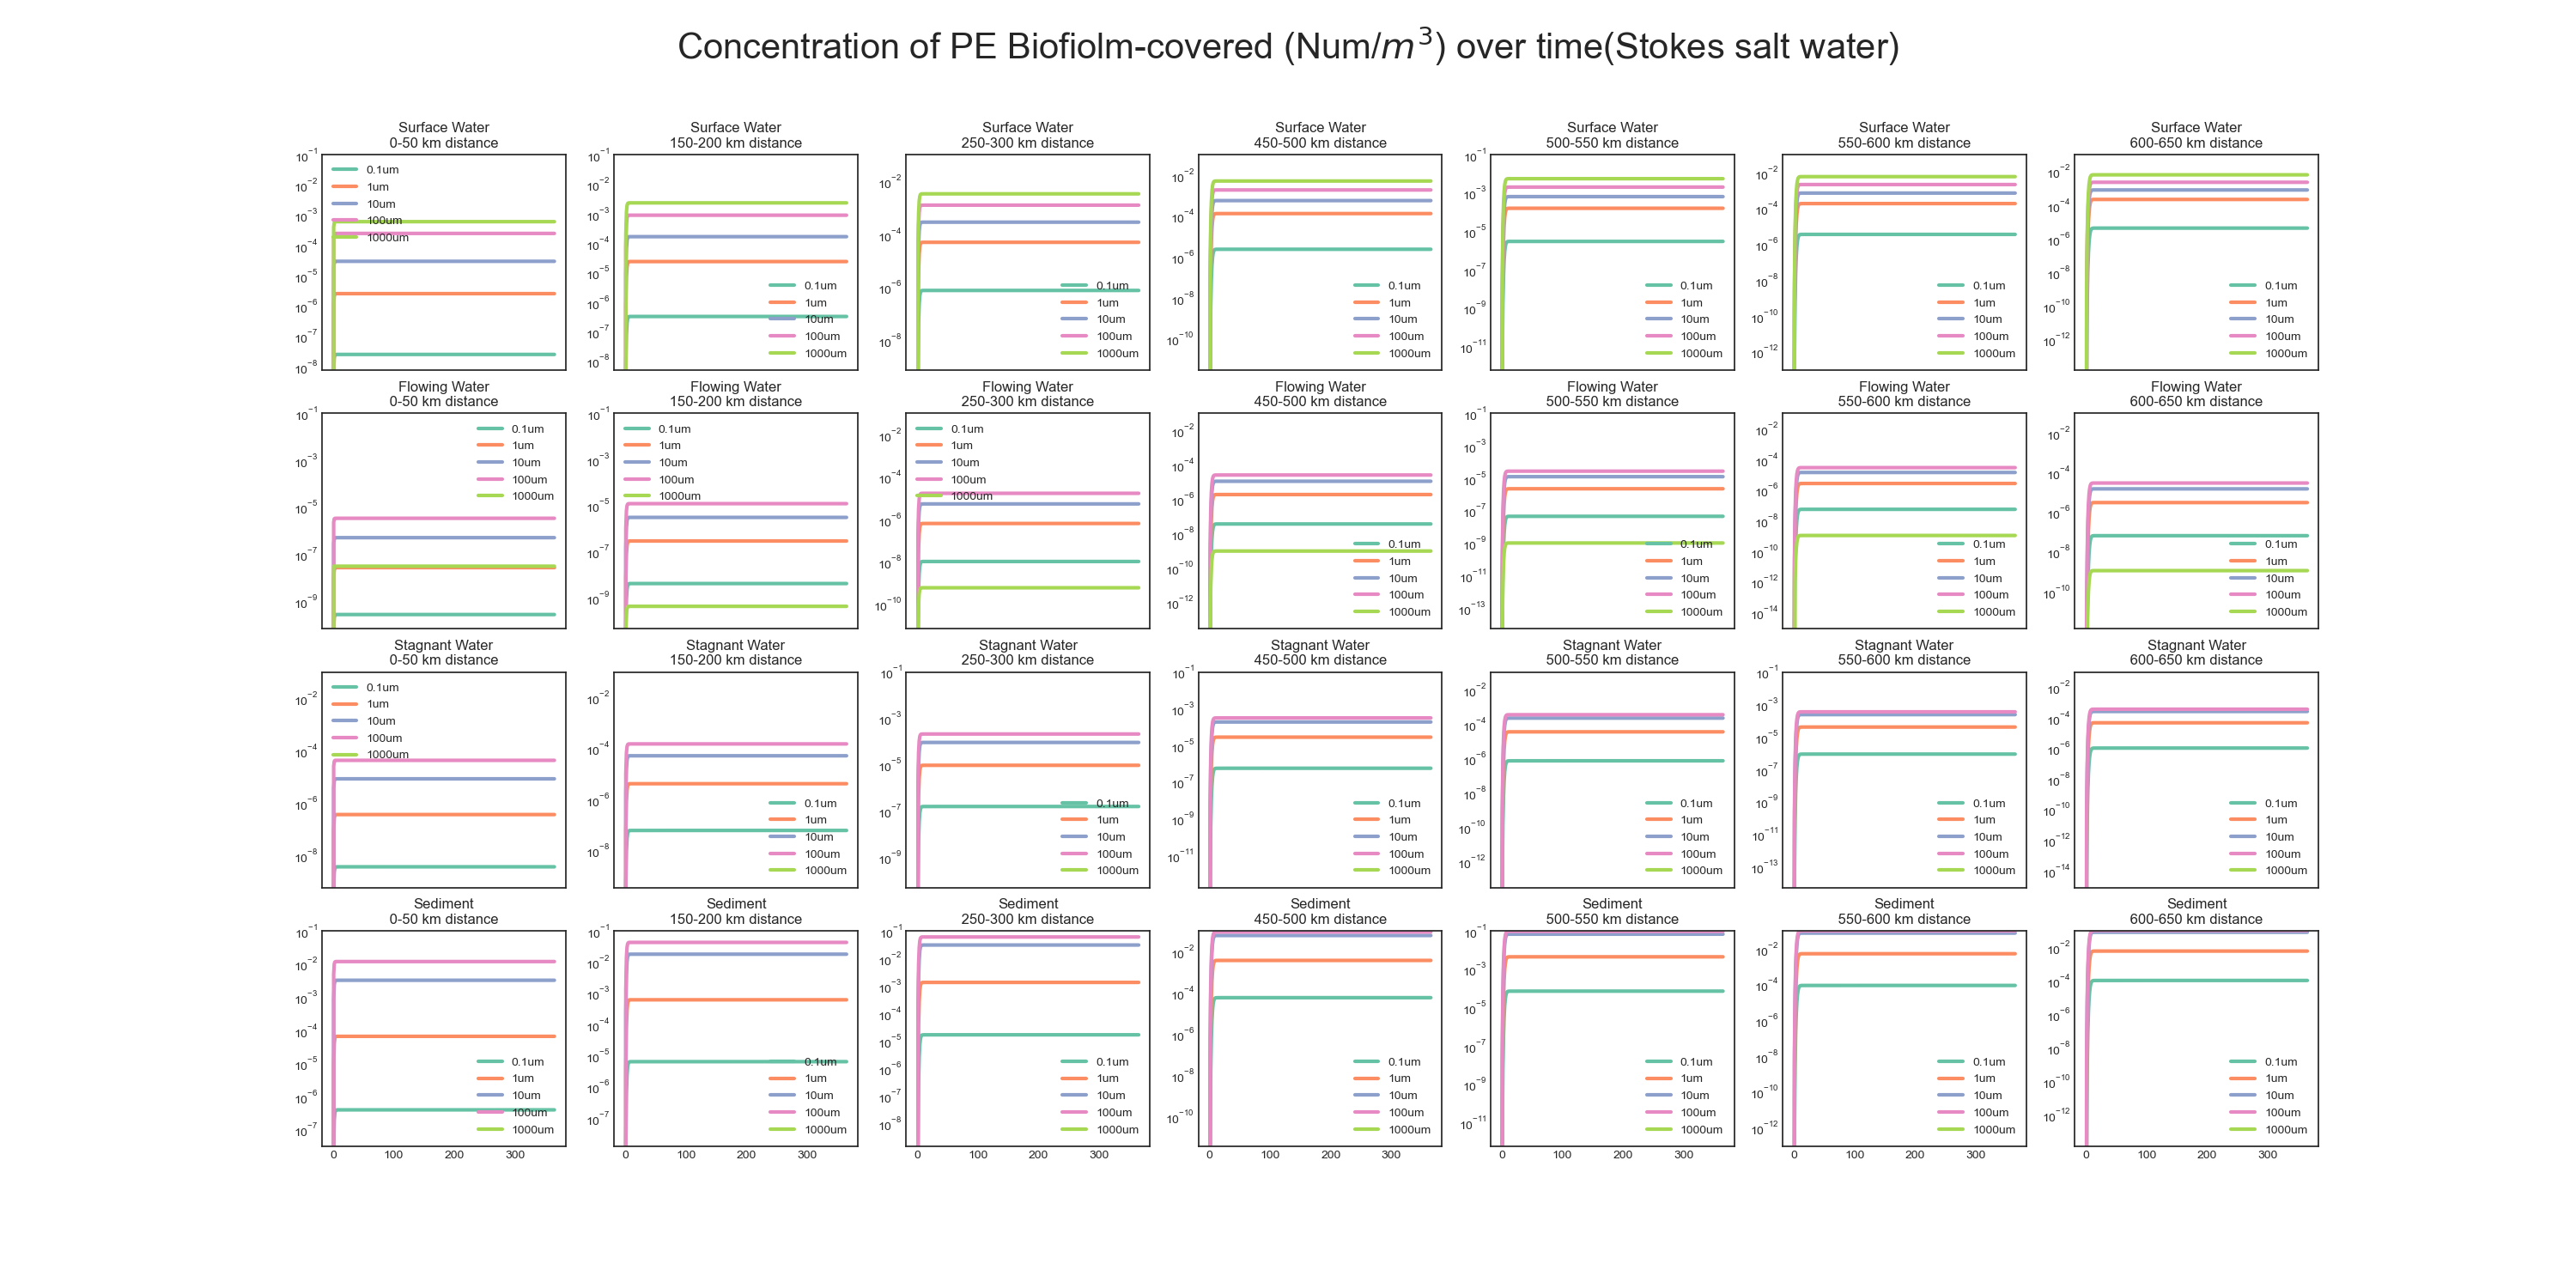 Concentration of PE Biofiolm-covered (Num/$m^3$) over time(Stokes salt water)
Surface Water
0-50 km distance
Surface Water
150-200 km distance
Surface Water
250-300 km distance
Surface Water
450-500 km distance
Surface Water
500-550 km distance
Surface Water
550-600 km distance
Surface Water
600-650 km distance
10⁻¹
10⁻²
10⁻³
10⁻⁴
10⁻⁵
10⁻⁶
10⁻⁷
10⁻⁸
0.1um
1um
10um
100um
1000um
10⁻¹
10⁻²
10⁻³
10⁻⁴
10⁻⁵
10⁻⁶
10⁻⁷
10⁻⁸
0.1um
1um
10um
100um
1000um
10⁻²
10⁻⁴
10⁻⁶
10⁻⁸
0.1um
1um
10um
100um
1000um
10⁻²
10⁻⁴
10⁻⁶
10⁻⁸
10⁻¹⁰
0.1um
1um
10um
100um
1000um
10⁻¹
10⁻³
10⁻⁵
10⁻⁷
10⁻⁹
10⁻¹¹
0.1um
1um
10um
100um
1000um
10⁻²
10⁻⁴
10⁻⁶
10⁻⁸
10⁻¹⁰
10⁻¹²
0.1um
1um
10um
100um
1000um
10⁻²
10⁻⁴
10⁻⁶
10⁻⁸
10⁻¹⁰
10⁻¹²
0.1um
1um
10um
100um
1000um
Flowing Water
0-50 km distance
Flowing Water
150-200 km distance
Flowing Water
250-300 km distance
Flowing Water
450-500 km distance
Flowing Water
500-550 km distance
Flowing Water
550-600 km distance
Flowing Water
600-650 km distance
10⁻¹
10⁻³
10⁻⁵
10⁻⁷
10⁻⁹
0.1um
1um
10um
100um
1000um
10⁻¹
10⁻³
10⁻⁵
10⁻⁷
10⁻⁹
0.1um
1um
10um
100um
1000um
10⁻²
10⁻⁴
10⁻⁶
10⁻⁸
10⁻¹⁰
0.1um
1um
10um
100um
1000um
10⁻²
10⁻⁴
10⁻⁶
10⁻⁸
10⁻¹⁰
10⁻¹²
0.1um
1um
10um
100um
1000um
10⁻¹
10⁻³
10⁻⁵
10⁻⁷
10⁻⁹
10⁻¹¹
10⁻¹³
0.1um
1um
10um
100um
1000um
10⁻²
10⁻⁴
10⁻⁶
10⁻⁸
10⁻¹⁰
10⁻¹²
10⁻¹⁴
0.1um
1um
10um
100um
1000um
10⁻²
10⁻⁴
10⁻⁶
10⁻⁸
10⁻¹⁰
0.1um
1um
10um
100um
1000um
Stagnant Water
0-50 km distance
Stagnant Water
150-200 km distance
Stagnant Water
250-300 km distance
Stagnant Water
450-500 km distance
Stagnant Water
500-550 km distance
Stagnant Water
550-600 km distance
Stagnant Water
600-650 km distance
10⁻²
10⁻⁴
10⁻⁶
10⁻⁸
0.1um
1um
10um
100um
1000um
10⁻²
10⁻⁴
10⁻⁶
10⁻⁸
0.1um
1um
10um
100um
1000um
10⁻¹
10⁻³
10⁻⁵
10⁻⁷
10⁻⁹
0.1um
1um
10um
100um
1000um
10⁻¹
10⁻³
10⁻⁵
10⁻⁷
10⁻⁹
10⁻¹¹
0.1um
1um
10um
100um
1000um
10⁻²
10⁻⁴
10⁻⁶
10⁻⁸
10⁻¹⁰
10⁻¹²
0.1um
1um
10um
100um
1000um
10⁻¹
10⁻³
10⁻⁵
10⁻⁷
10⁻⁹
10⁻¹¹
10⁻¹³
0.1um
1um
10um
100um
1000um
10⁻²
10⁻⁴
10⁻⁶
10⁻⁸
10⁻¹⁰
10⁻¹²
10⁻¹⁴
0.1um
1um
10um
100um
1000um
Sediment
0-50 km distance
Sediment
150-200 km distance
Sediment
250-300 km distance
Sediment
450-500 km distance
Sediment
500-550 km distance
Sediment
550-600 km distance
Sediment
600-650 km distance
10⁻¹
10⁻²
10⁻³
10⁻⁴
10⁻⁵
10⁻⁶
10⁻⁷
0.1um
1um
10um
100um
1000um
0 100 200 300
10⁻¹
10⁻²
10⁻³
10⁻⁴
10⁻⁵
10⁻⁶
10⁻⁷
0.1um
1um
10um
100um
1000um
0 100 200 300
10⁻¹
10⁻²
10⁻³
10⁻⁴
10⁻⁵
10⁻⁶
10⁻⁷
10⁻⁸
0.1um
1um
10um
100um
1000um
0 100 200 300
10⁻²
10⁻⁴
10⁻⁶
10⁻⁸
10⁻¹⁰
0.1um
1um
10um
100um
1000um
0 100 200 300
10⁻¹
10⁻³
10⁻⁵
10⁻⁷
10⁻⁹
10⁻¹¹
0.1um
1um
10um
100um
1000um
0 100 200 300
10⁻²
10⁻⁴
10⁻⁶
10⁻⁸
10⁻¹⁰
10⁻¹²
0.1um
1um
10um
100um
1000um
0 100 200 300
10⁻²
10⁻⁴
10⁻⁶
10⁻⁸
10⁻¹⁰
10⁻¹²
0.1um
1um
10um
100um
1000um
0 100 200 300